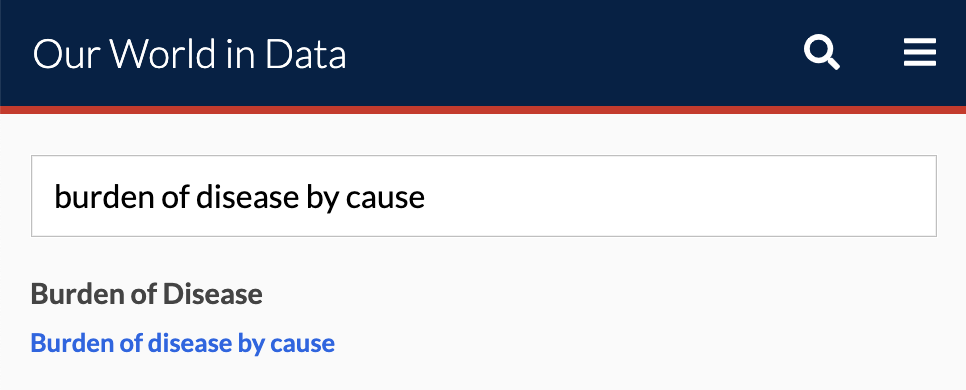 Our World in Data
burden of disease by cause
Burden of Disease
Burden of disease by cause